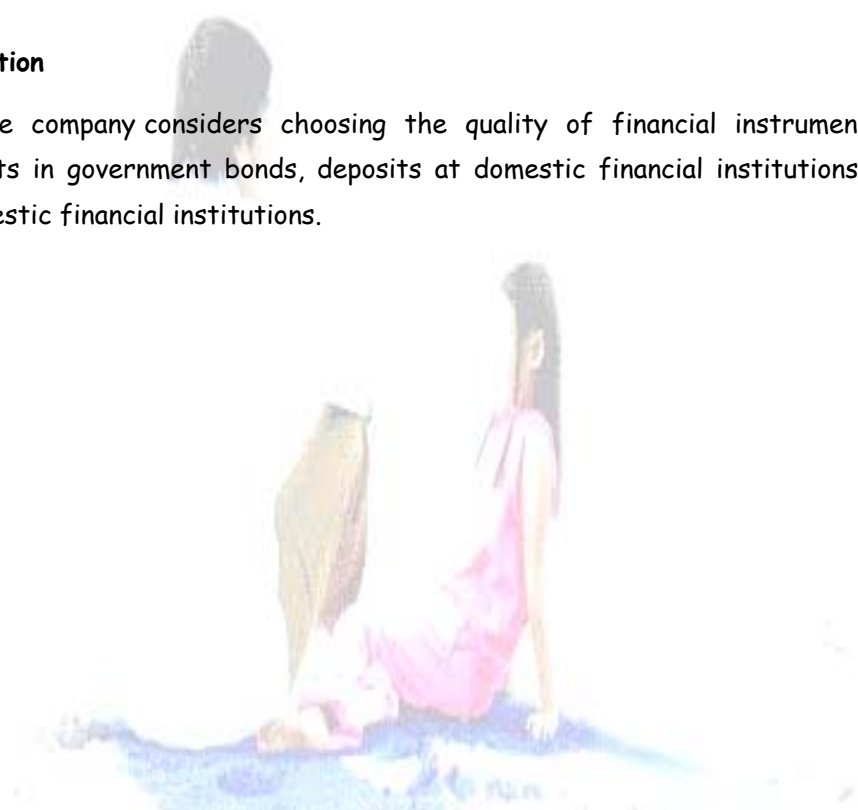 tion
e company considers choosing the quality of financial instrumen
ts in government bonds, deposits at domestic financial institutions
estic financial institutions.